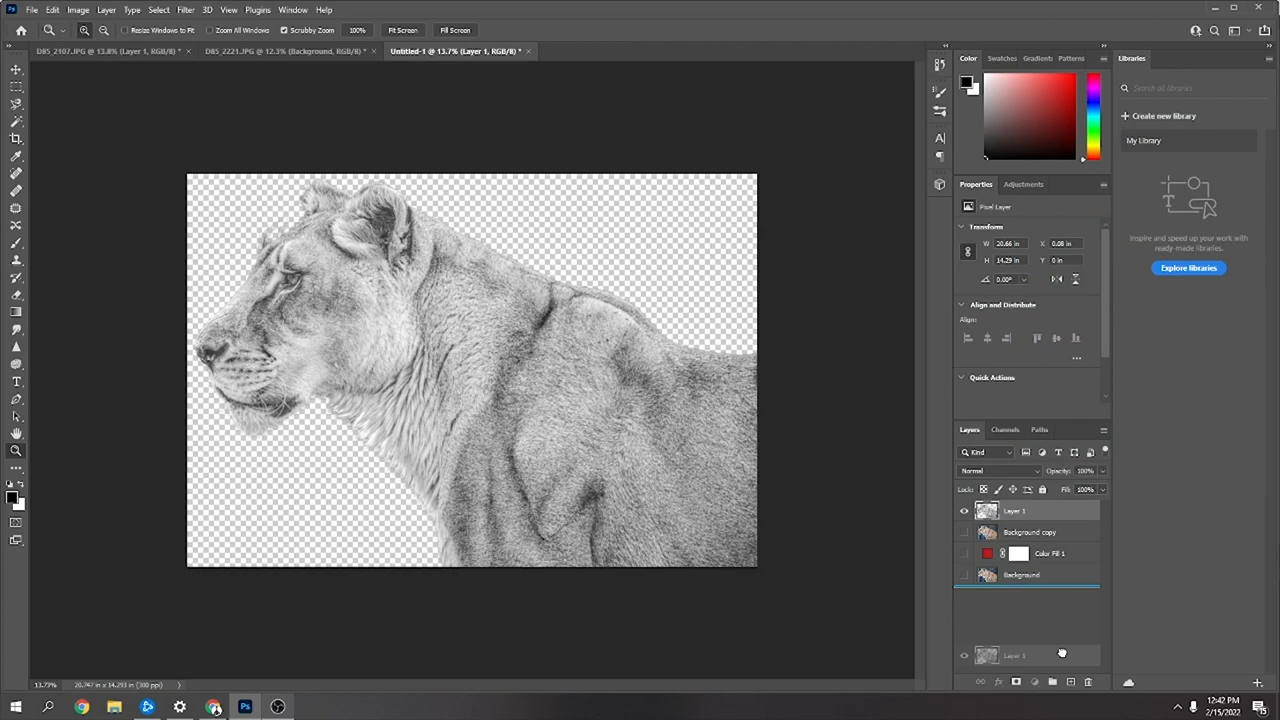 File Edit Image Layer Type Select Filter 3D View Plugins Window Help
Resize Windows to Fit Zoom All Windows Scrubby Zoom 100% Fit Screen Fill Screen
D85_2107.JPG @ 13.8% (Layer 1, RGB/8) * × D85_2221.JPG @ 12.3% (Background, RGB/8) * × Untitled-1 @ 13.7% (Layer 1, RGB/8) * ×
Color Swatches Gradients Patterns
Libraries
Search all libraries
Create new library
My Library
Inspire and speed up your work with
ready-made libraries.
Explore libraries
Properties Adjustments
Pixel Layer
Transform
W 20.66 in X 0.08 in
H 14.29 in Y 0 in
0.00°
Align and Distribute
Align:
Quick Actions
Layers Channels Paths
Kind
Normal Opacity: 100%
Lock: Fill: 100%
Layer 1
Background copy
Color Fill 1
Background
Layer 1
13.73% 20.747 in x 14.293 in (300 ppi)
12:42 PM
2/15/2022